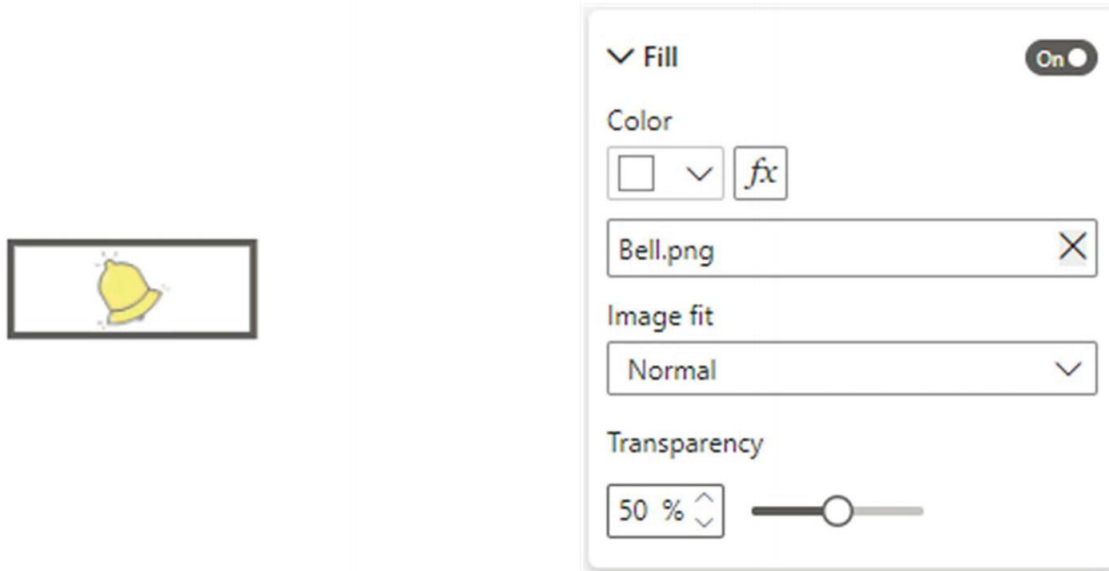 Fill
On
Color
fx
Bell.png
Image fit
Normal
Transparency
50 %